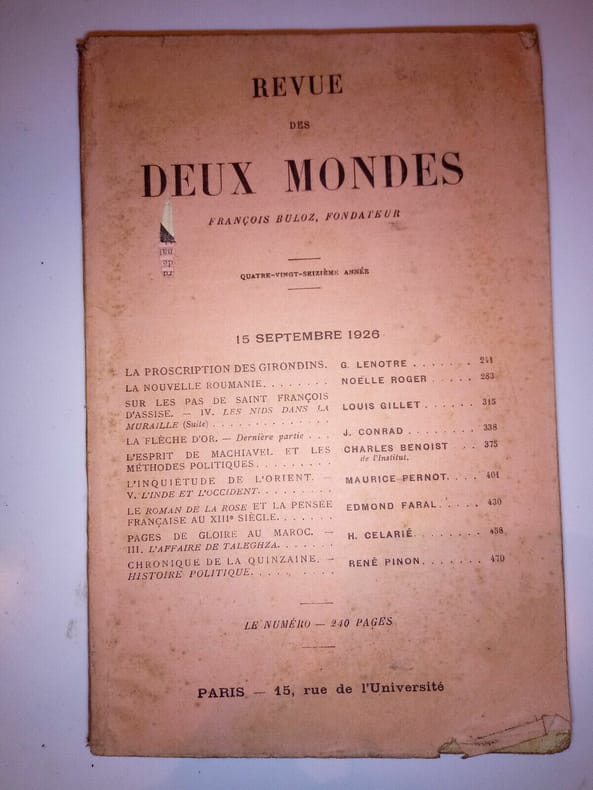 REVUE
DES
DEUX MONDES
FRANÇOIS BULOZ, FONDATEUR
QUATRE-VINGT-SEIZIÈME ANNÉE
15 SEPTEMBRE 1926
LA PROSCRIPTION DES GIRONDINS. G. LENOTRE . . . . . . . 241
LA NOUVELLE ROUMANIE. . . . . . . . NOËLLE ROGER . . . . . 283
SUR LES PAS DE SAINT FRANÇOIS
D'ASSISE. — IV. LES NIDS DANS LA
MURAILLE (Suite) . . . . . . . . . . . . . LOUIS GILLET . . . . . . 315
LA FLÈCHE D'OR. — Dernière partie . . . J. CONRAD . . . . . . . . 338
L'ESPRIT DE MACHIAVEL ET LES
MÉTHODES POLITIQUES. . . . . . . . . CHARLES BENOIST . . 375
de l'Institut.
L'INQUIÉTUDE DE L'ORIENT. —
V. L'INDE ET L'OCCIDENT. . . . . . . . . MAURICE PERNOT. . . . 401
LE ROMAN DE LA ROSE ET LA PENSÉE
FRANÇAISE AU XIIIe SIÈCLE. . . . . . . EDMOND FARAL. . . . . 430
PAGES DE GLOIRE AU MAROC. —
III. L'AFFAIRE DE TALEGHZA. . . . . . . H. CELARIÉ. . . . . . . . 458
CHRONIQUE DE LA QUINZAINE. —
HISTOIRE POLITIQUE. . . . . . . . . . RENÉ PINON. . . . . . . 470
LE NUMÉRO — 240 PAGES
PARIS — 15, rue de l'Université